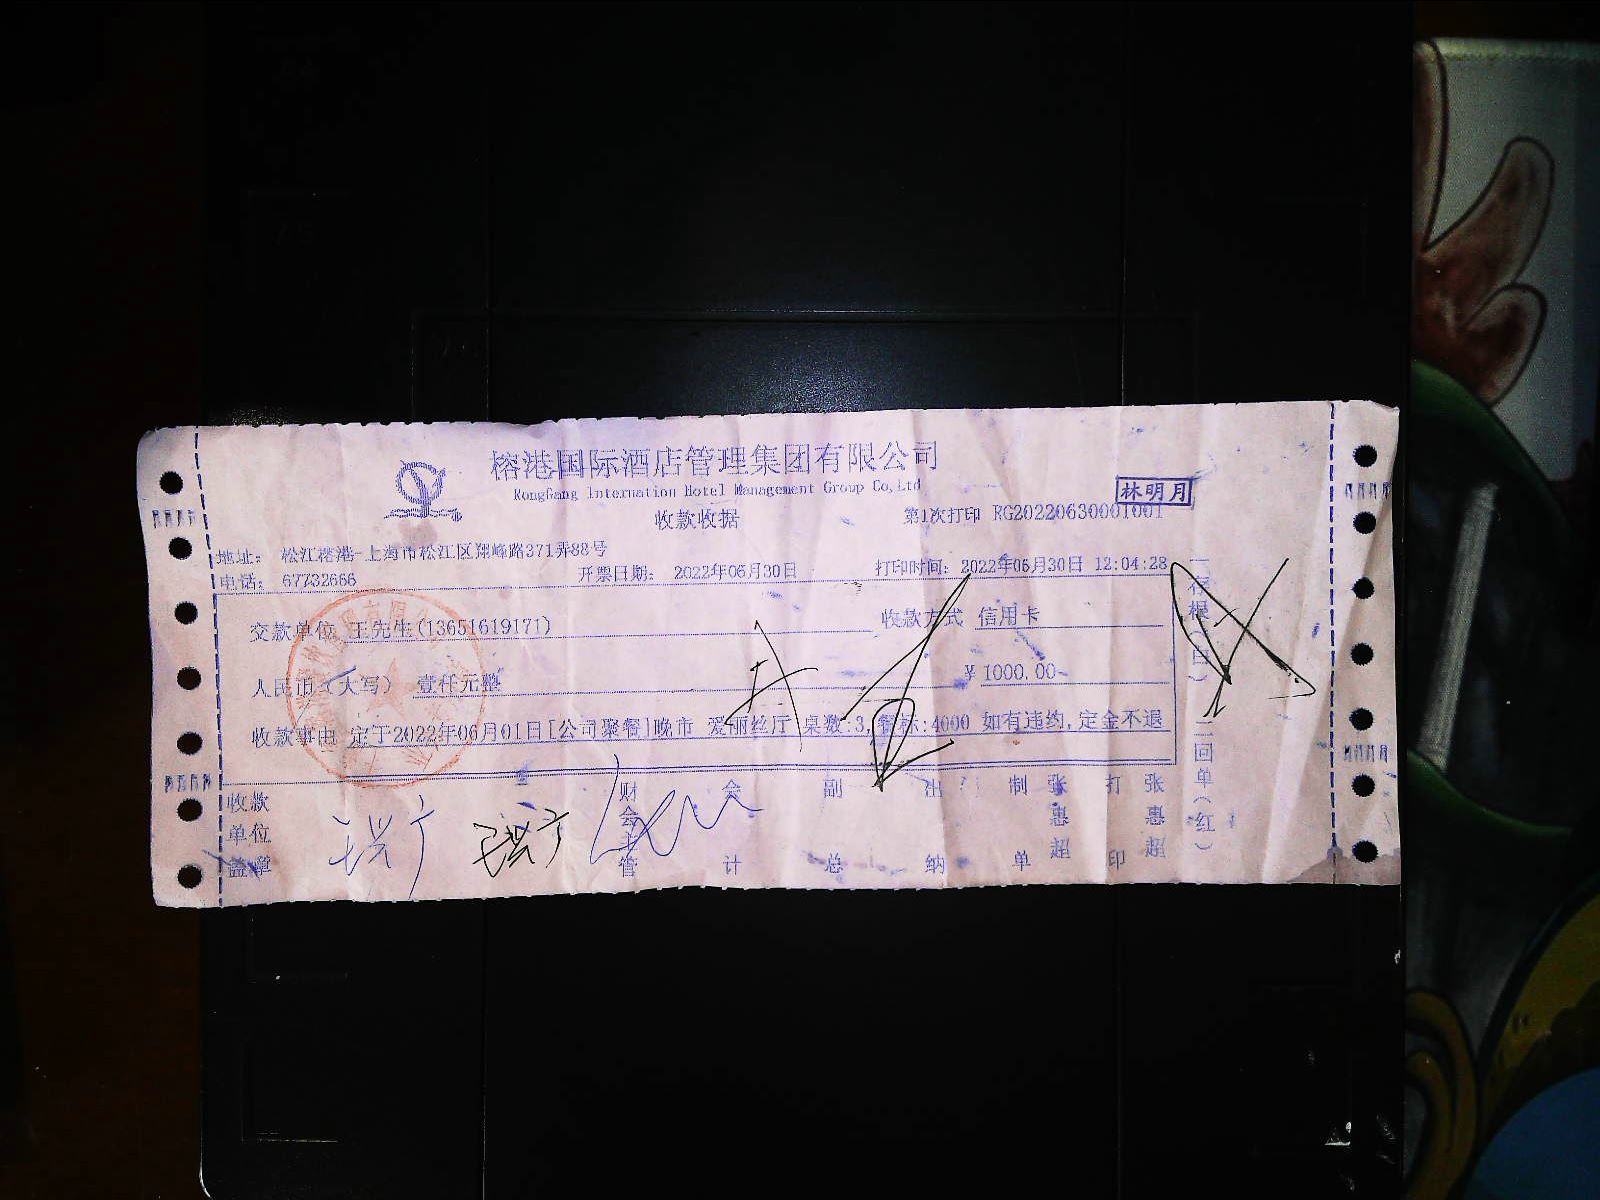 榕港国际酒店管理集团有限公司
RongGang Internation Hotel Management Group Co,Ltd
林明月
收款收据
第1次打印 RG20220630001001
地址： 松江榕港-上海市松江区翔峰路371弄88号
电话： 67732666
开票日期： 2022年06月30日
打印时间： 2022年06月30日 12:04:28
交款单位 王先生(13651619171)
收款方式 信用卡
人民币（大写） 壹仟元整
￥1000.00
收款事由 定于2022年06月01日[公司聚餐]晚市 爱丽丝厅 桌数:3,餐标:4000 如有违约,定金不退
收款单位盖章
财会主管
会计
副总
出纳
制单
张惠超
打印
张惠超
一存根（白） 二回单（红）